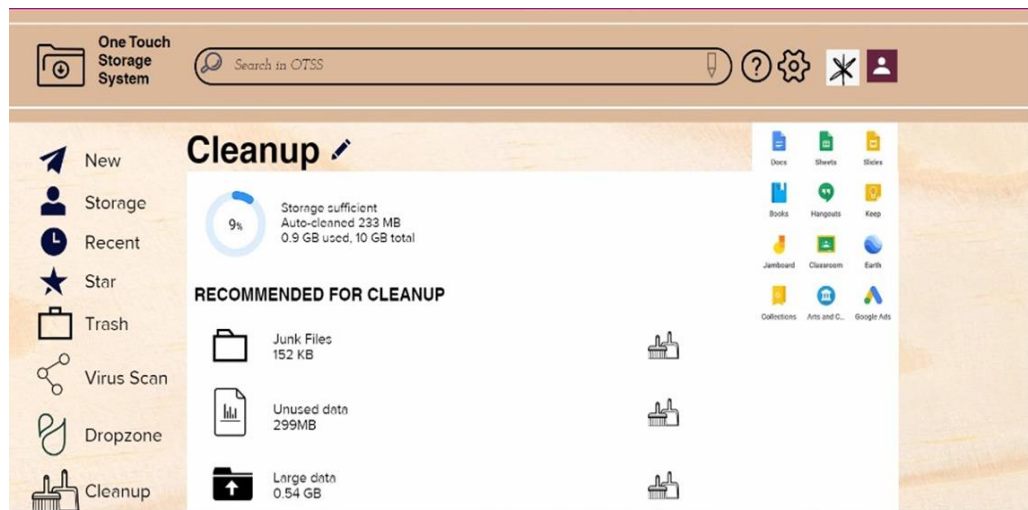 One Touch
Storage
System
Search in OTSS
New
Storage
Recent
Star
Trash
Virus Scan
Dropzone
Cleanup
Cleanup
9%
Storage sufficient
Auto-cleaned 233 MB
0.9 GB used, 10 GB total
RECOMMENDED FOR CLEANUP
Junk Files
152 KB
Unused data
299MB
Large data
0.54 GB
Docs Sheets Slides
Books Hangouts Keep
Jamboard Classroom Earth
Collections Arts and C... Google Ads